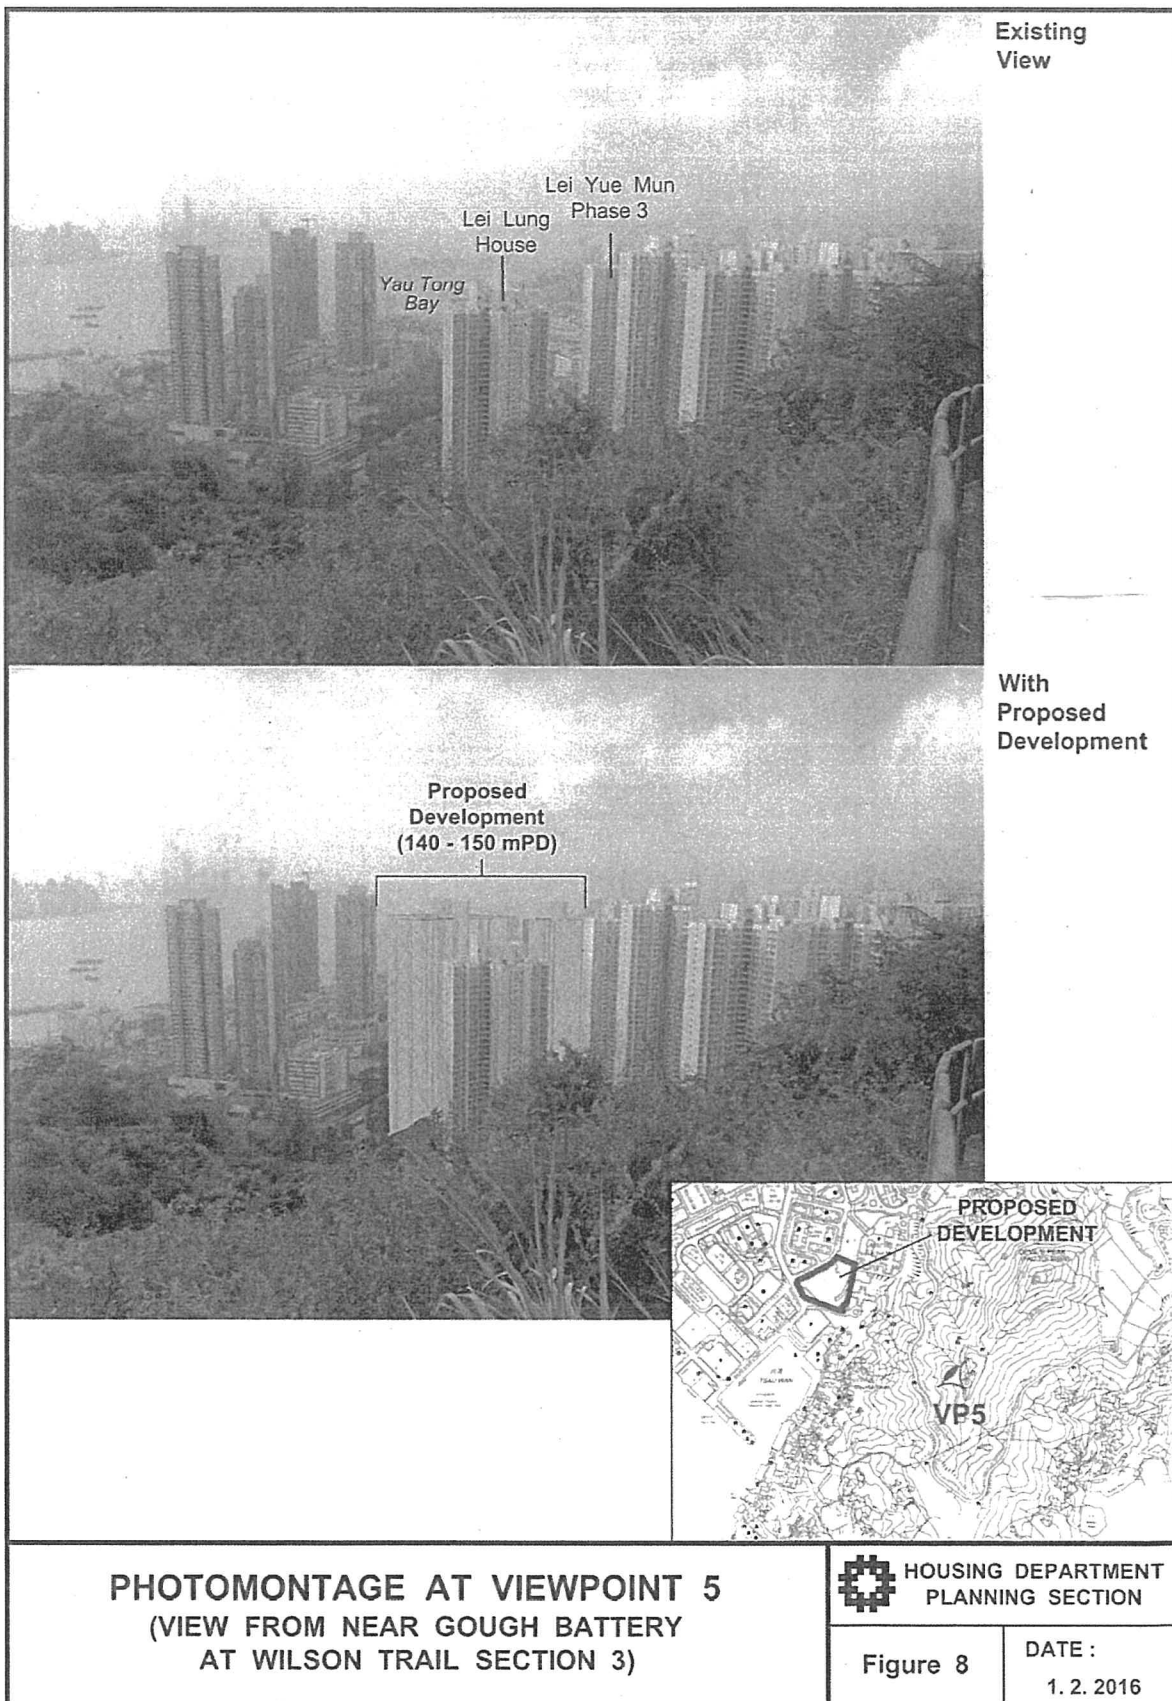 Existing
View
Lei Yue Mun
Phase 3
Lei Lung
House
Yau Tong
Bay
With
Proposed
Development
Proposed
Development
(140 - 150 mPD)
PROPOSED
DEVELOPMENT
TSAU WAN
VP5
PHOTOMONTAGE AT VIEWPOINT 5
(VIEW FROM NEAR GOUGH BATTERY
AT WILSON TRAIL SECTION 3)
HOUSING DEPARTMENT
PLANNING SECTION
Figure 8
DATE :
1. 2. 2016